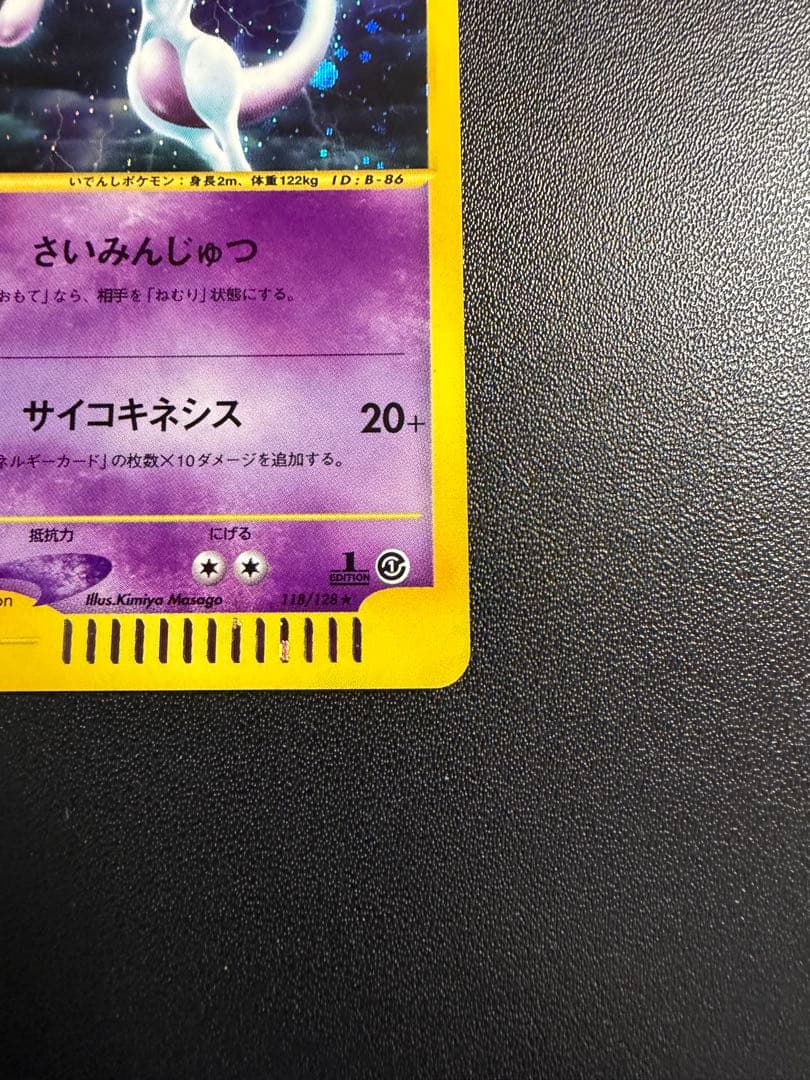 いでんしポケモン：身長2m、体重122kg ID:B-86
さいみんじゅつ
おもて」なら、相手を「ねむり」状態にする。
サイコキネシス 20+
ネルギーカード」の枚数×10ダメージを追加する。
抵抗力 にげる
1
EDITION
on Illus.Kimiya Masago 118/128★